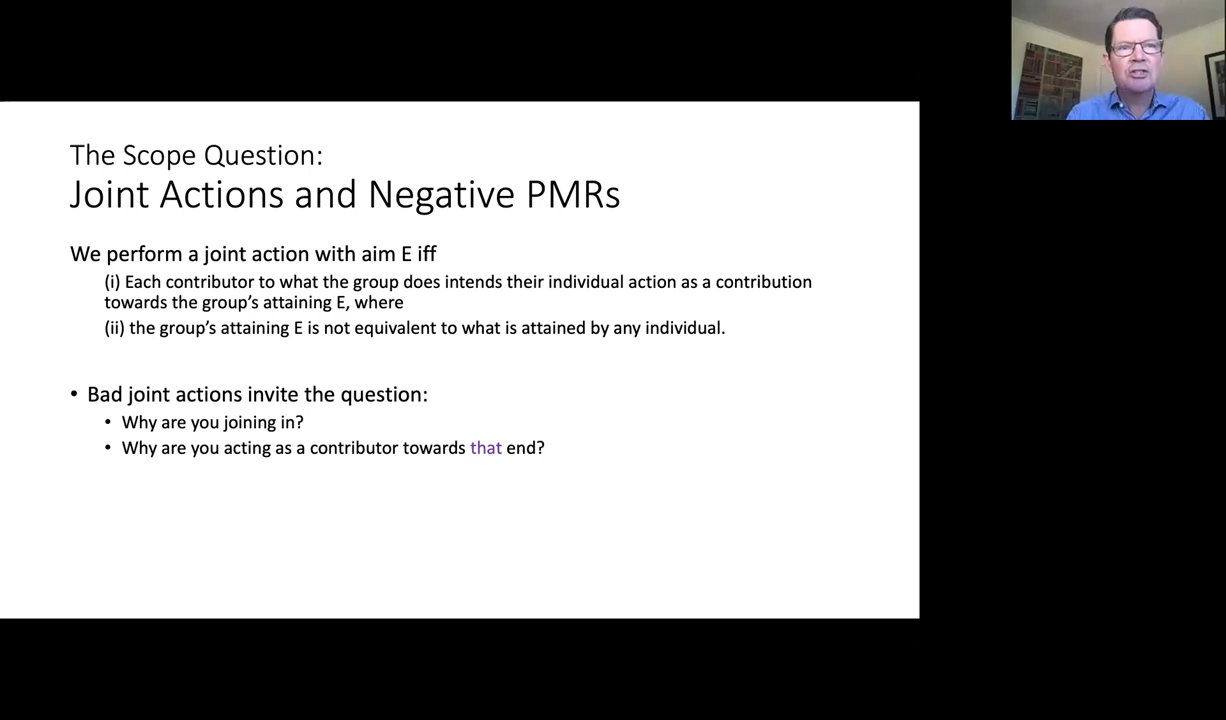 The Scope Question:
Joint Actions and Negative PMRs
We perform a joint action with aim E iff
(i) Each contributor to what the group does intends their individual action as a contribution
towards the group's attaining E, where
(ii) the group's attaining E is not equivalent to what is attained by any individual.
• Bad joint actions invite the question:
• Why are you joining in?
• Why are you acting as a contributor towards that end?